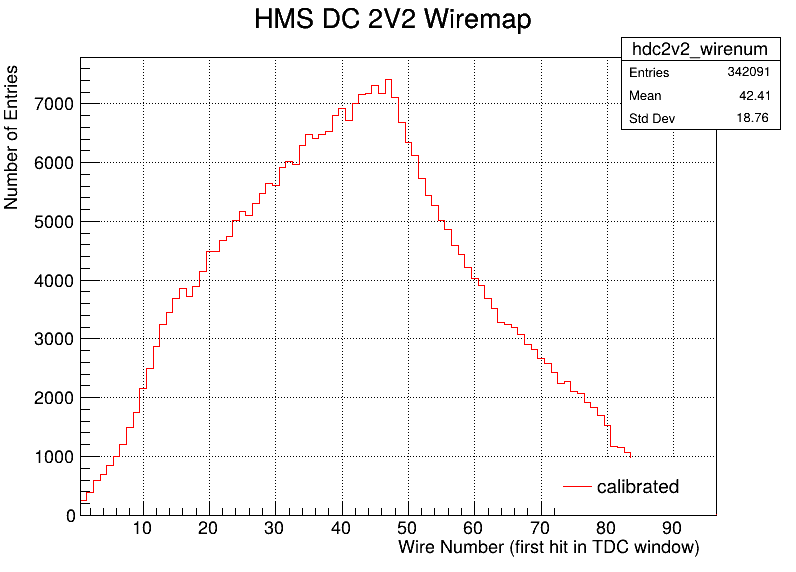 HMS DC 2V2 Wiremap
hdc2v2_wirenum
Entries 342091
Mean 42.41
Std Dev 18.76
Number of Entries
7000
6000
5000
4000
3000
2000
1000
0
calibrated
10 20 30 40 50 60 70 80 90
Wire Number (first hit in TDC window)